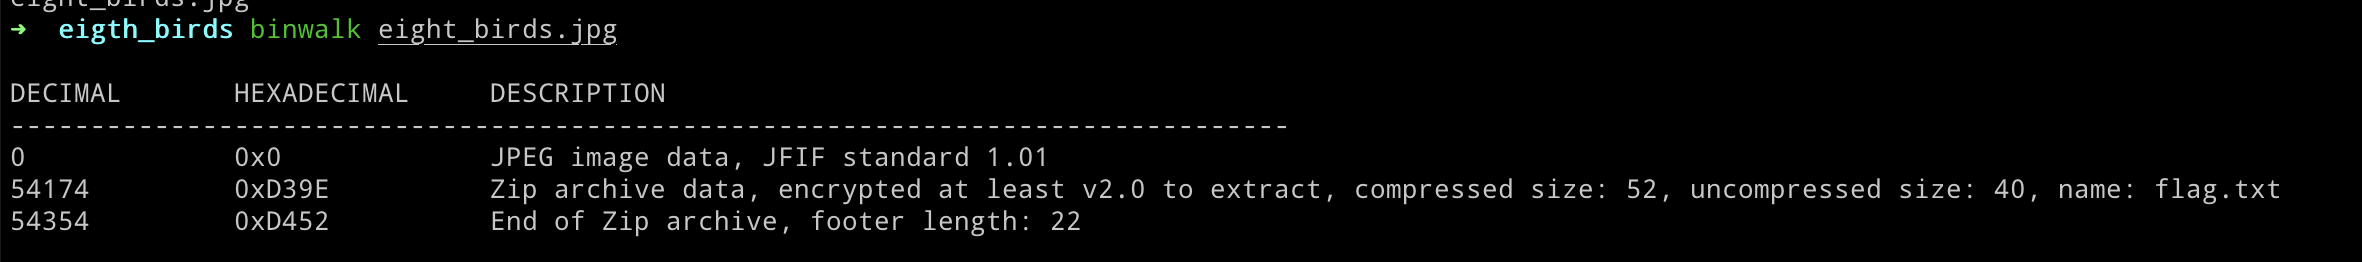 eight_birds.jpg
➜  eigth_birds binwalk eight_birds.jpg
DECIMAL       HEXADECIMAL     DESCRIPTION
--------------------------------------------------------------------------------
0             0x0             JPEG image data, JFIF standard 1.01
54174         0xD39E          Zip archive data, encrypted at least v2.0 to extract, compressed size: 52, uncompressed size: 40, name: flag.txt
54354         0xD452          End of Zip archive, footer length: 22